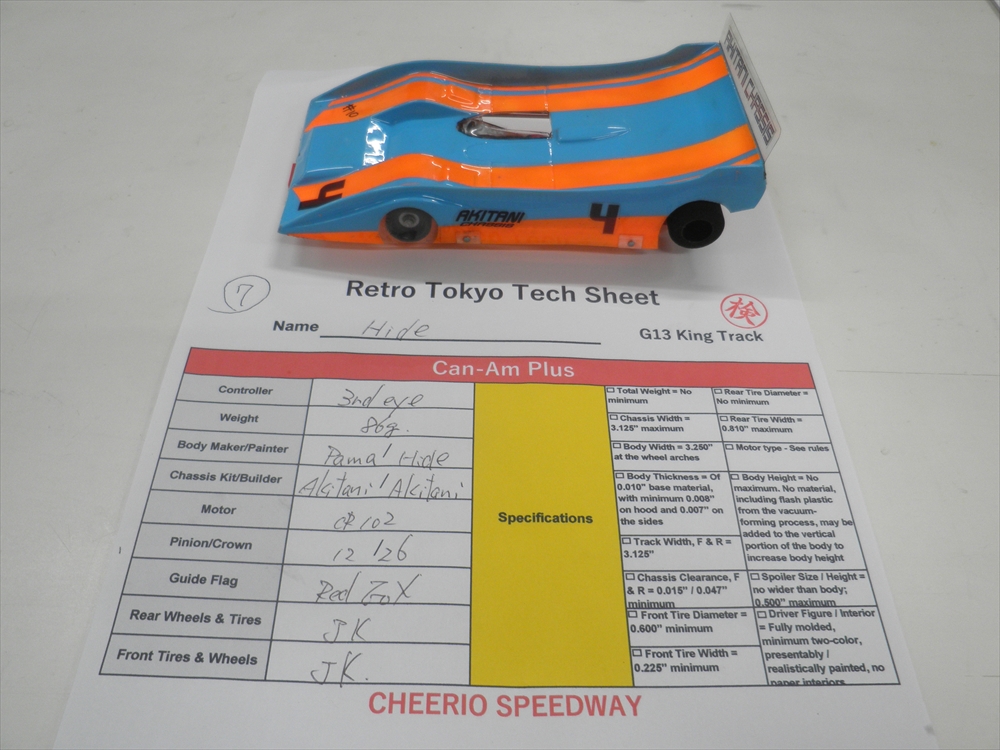 AKITANI CHASSIS
4
AKITANI
CHASSIS
4
7
Retro Tokyo Tech Sheet
検
Name Hide
G13 King Track
Can-Am Plus
Controller 3rd eye
Weight 86g.
Body Maker/Painter Pama/Hide
Chassis Kit/Builder Akitani/Akitani
Motor
Pinion/Crown 12/26
Guide Flag Red Fox
Rear Wheels & Tires JK
Front Tires & Wheels JK.
Specifications
Total Weight = No
minimum
Chassis Width =
3.125" maximum
Body Width = 3.250"
at the wheel arches
Body Thickness = Of
0.010" base material,
with minimum 0.008"
on hood and 0.007" on
the sides
Track Width, F & R =
3.125"
Chassis Clearance, F
& R = 0.015" / 0.047"
minimum
Front Tire Diameter =
0.600" minimum
Front Tire Width =
0.225" minimum
Rear Tire Diameter =
No minimum
Rear Tire Width =
0.810" maximum
Motor type - See rules
Body Height = No
maximum. No material,
including flash plastic
from the vacuum-
forming process, may be
added to the vertical
portion of the body to
increase body height
Spoiler Size / Height =
no wider than body;
0.500" maximum
Driver Figure / Interior
= Fully molded,
minimum two-color,
presentably /
realistically painted, no
paper interiors
CHEERIO SPEEDWAY